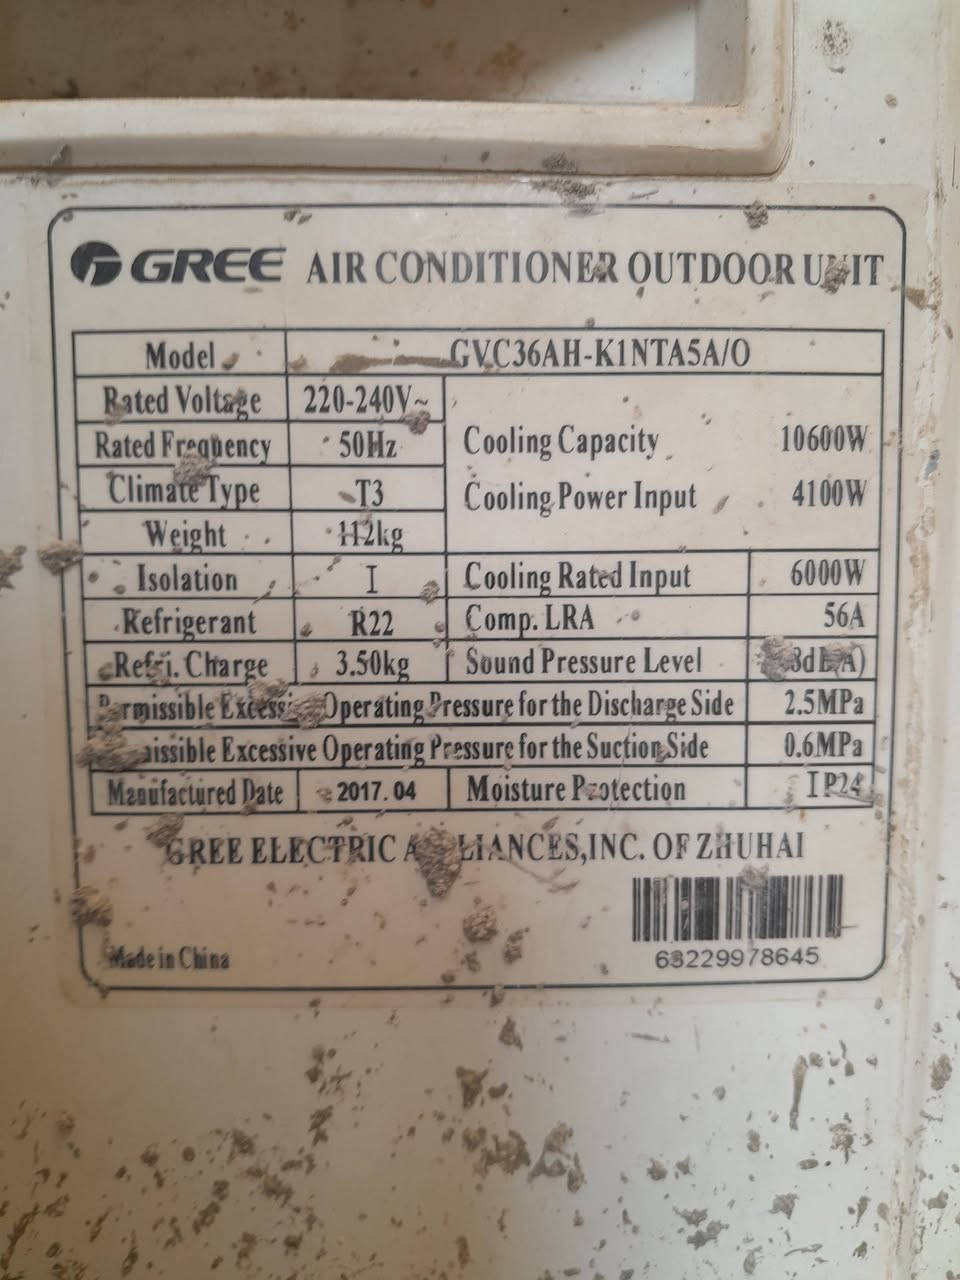 GREE AIR CONDITIONER OUTDOOR UNIT
Model GVC36AH-K1NTA5A/O
Rated Voltage 220-240V~
Rated Frequency 50Hz
Cooling Capacity 10600W
Climate Type T3
Cooling Power Input 4100W
Weight 112kg
Isolation I Cooling Rated Input 6000W
Refrigerant R22 Comp. LRA 56A
Refri. Charge 3.50kg Sound Pressure Level
Permissible Excessive Operating Pressure for the Discharge Side 2.5MPa
Excessive Operating Pressure for the Suction Side 0.6MPa
Manufactured Date 2017.04 Moisture Protection IP24
GREE ELECTRIC APPLIANCES,INC. OF ZHUHAI
63229978645
Made in China